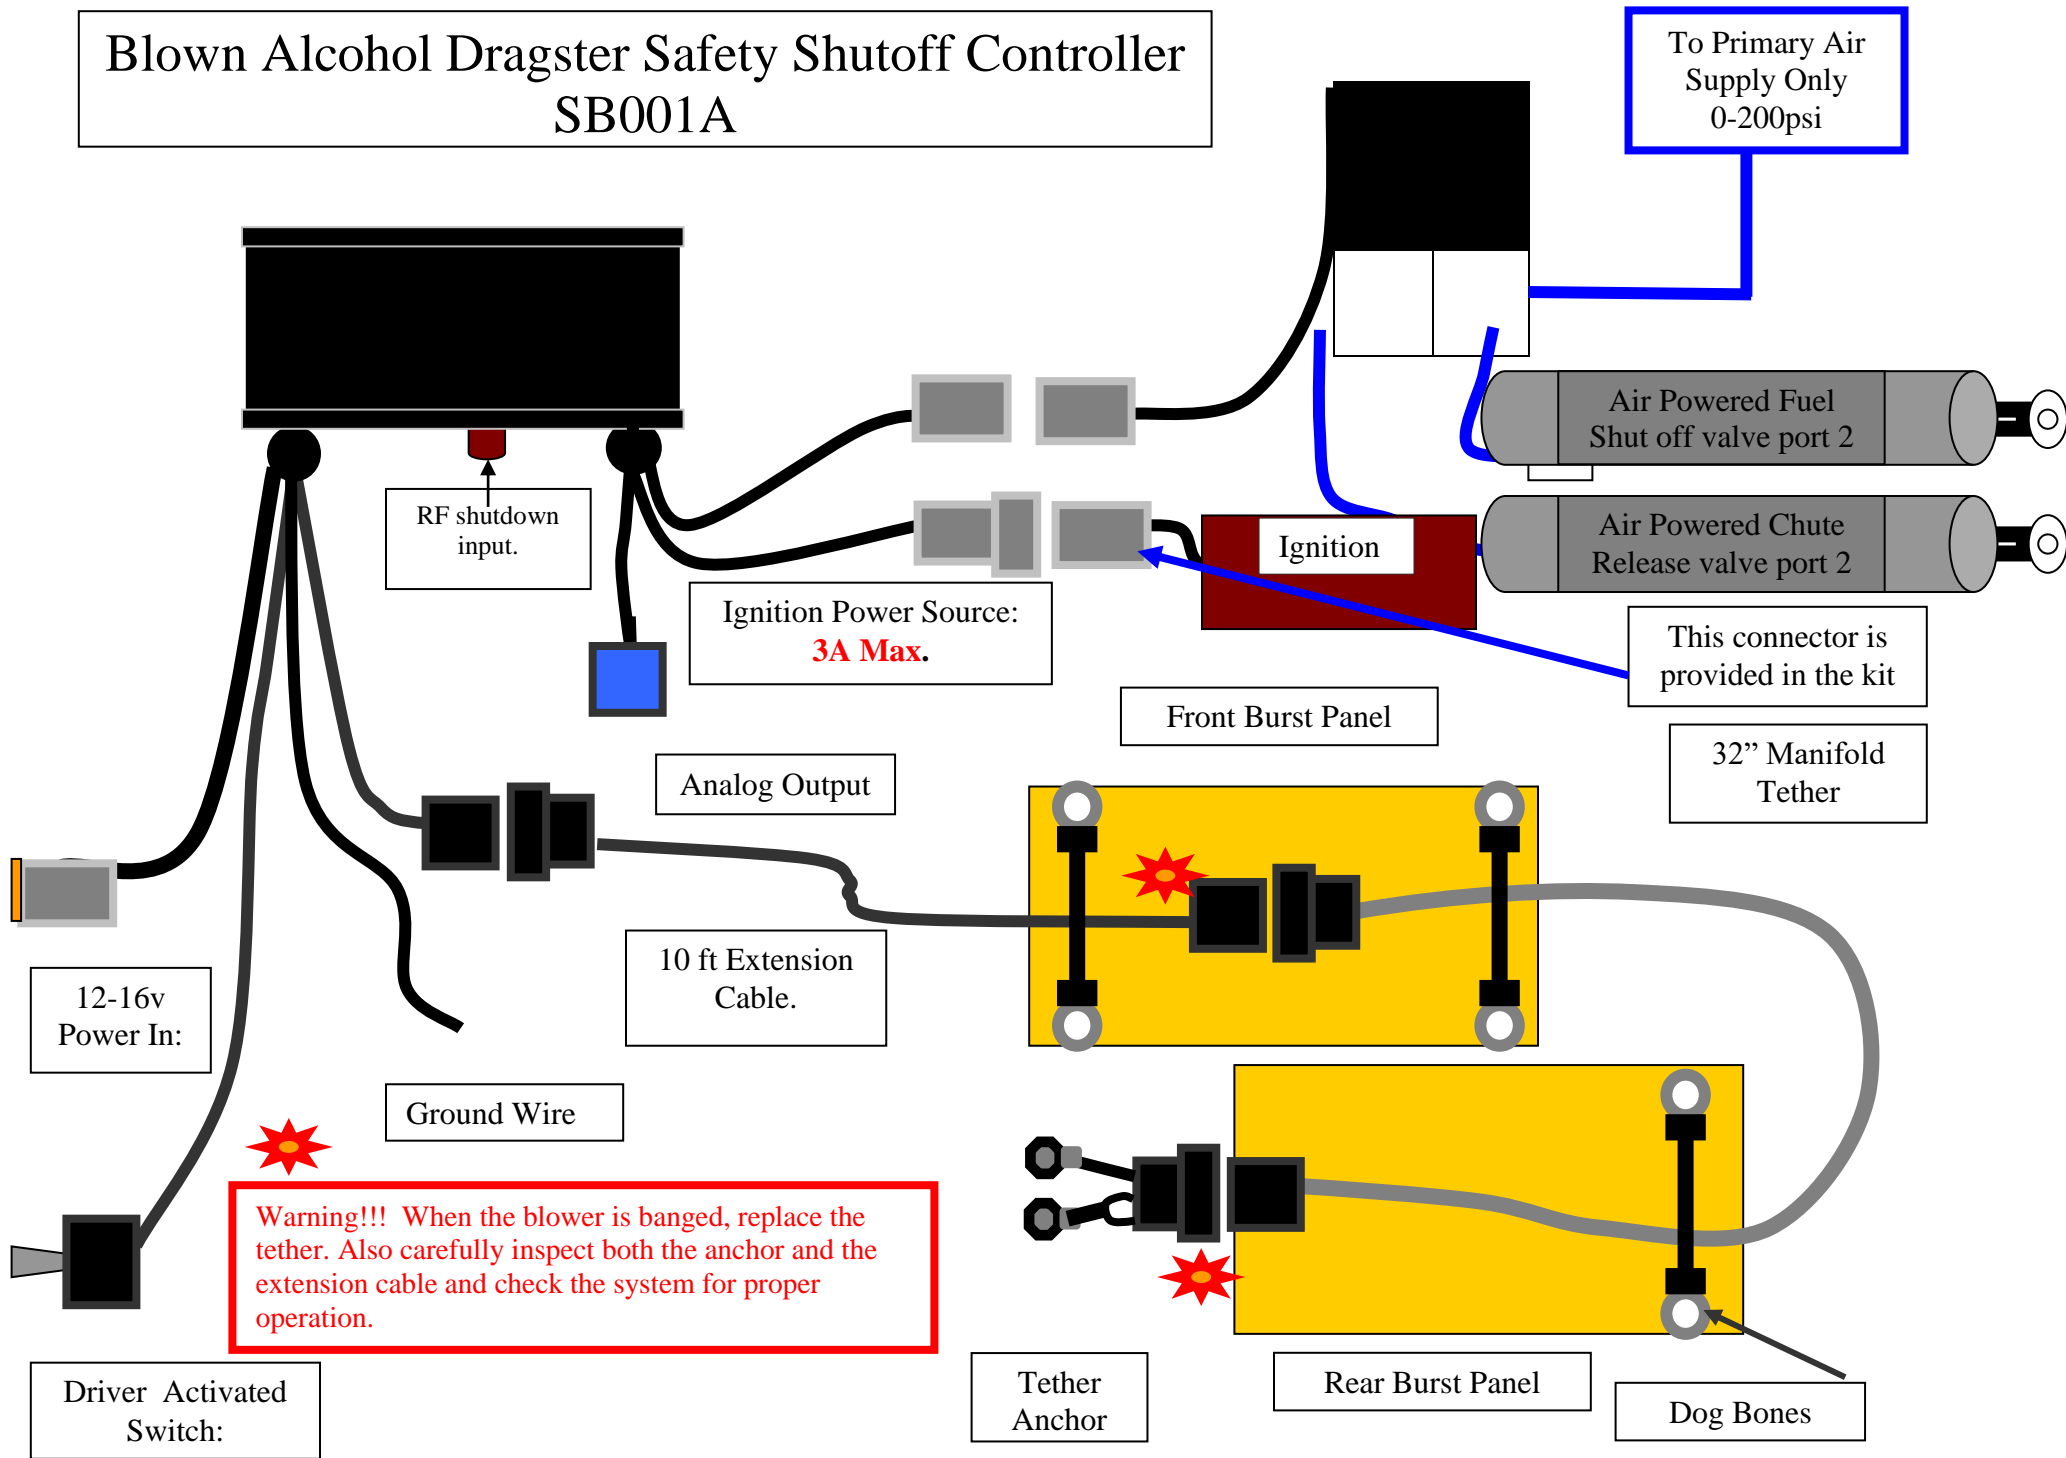 Blown Alcohol Dragster Safety Shutoff Controller
SB001A
To Primary Air
Supply Only
0-200psi
Air Powered Fuel
Shut off valve port 2
RF shutdown
input.
Ignition
Air Powered Chute
Release valve port 2
Ignition Power Source:
3A Max.
This connector is
provided in the kit
Front Burst Panel
32” Manifold
Tether
Analog Output
10 ft Extension
Cable.
12-16v
Power In:
Ground Wire
Warning!!!  When the blower is banged, replace the
tether. Also carefully inspect both the anchor and the
extension cable and check the system for proper
operation.
Driver  Activated
Switch:
Tether
Anchor
Rear Burst Panel
Dog Bones